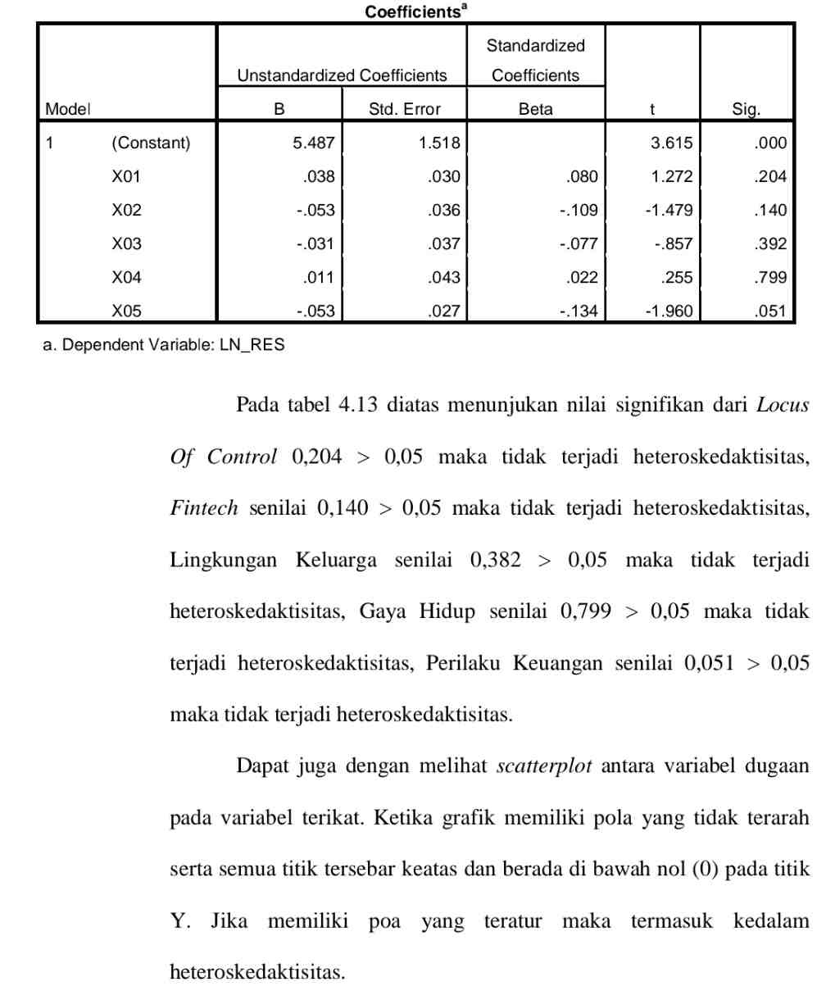 Coefficientsa
Standardized
Unstandardized Coefficients Coefficients
Model B Std. Error Beta t Sig.
1 (Constant) 5.487 1.518 3.615 .000
X01 .038 .030 .080 1.272 .204
X02 -.053 .036 -.109 -1.479 .140
X03 -.031 .037 -.077 -.857 .392
X04 .011 .043 .022 .255 .799
X05 -.053 .027 -.134 -1.960 .051
a. Dependent Variable: LN_RES
Pada tabel 4.13 diatas menunjukan nilai signifikan dari Locus
Of Control 0,204 > 0,05 maka tidak terjadi heteroskedaktisitas,
Fintech senilai 0,140 > 0,05 maka tidak terjadi heteroskedaktisitas,
Lingkungan Keluarga senilai 0,382 > 0,05 maka tidak terjadi
heteroskedaktisitas, Gaya Hidup senilai 0,799 > 0,05 maka tidak
terjadi heteroskedaktisitas, Perilaku Keuangan senilai 0,051 > 0,05
maka tidak terjadi heteroskedaktisitas.
Dapat juga dengan melihat scatterplot antara variabel dugaan
pada variabel terikat. Ketika grafik memiliki pola yang tidak terarah
serta semua titik tersebar keatas dan berada di bawah nol (0) pada titik
Y. Jika memiliki poa yang teratur maka termasuk kedalam
heteroskedaktisitas.